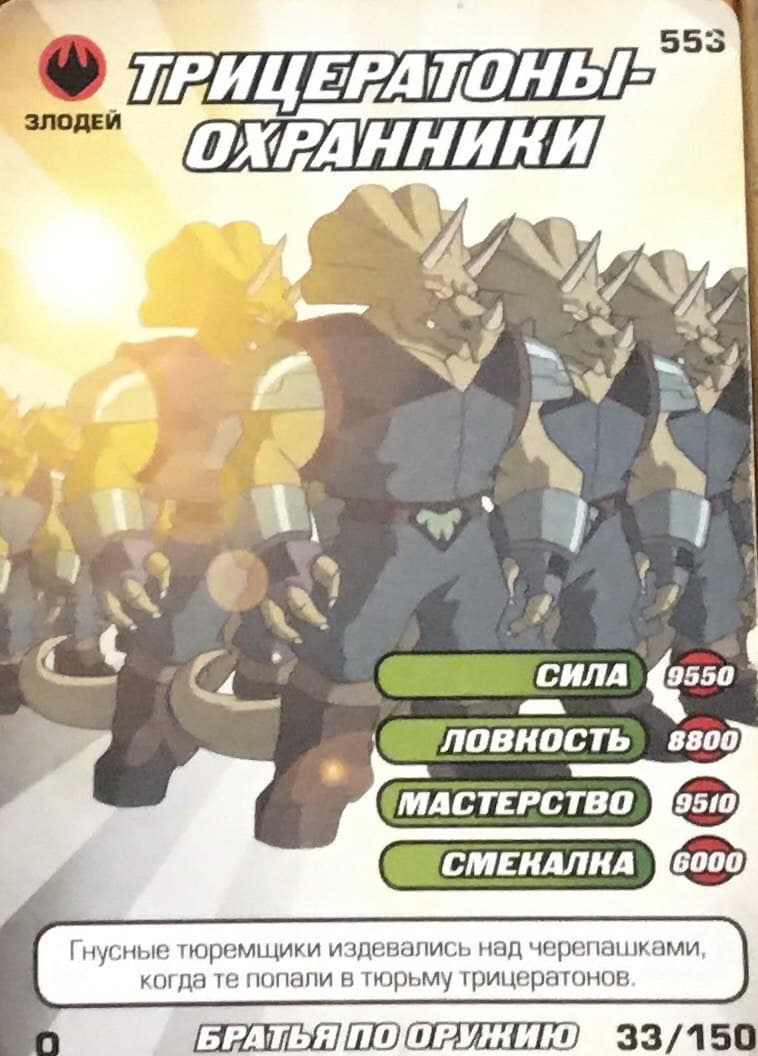 553
ЗЛОДЕЙ
ТРИЦЕРАТОНЫ-
ОХРАННИКИ
СИЛА 9550
ЛОВКОСТЬ 8800
МАСТЕРСТВО 9510
СМЕКАЛКА 6000
Гнусные тюремщики издевались над черепашками,
когда те попали в тюрьму трицератонов.
0 БРАТЬЯ ПО ОРУЖИЮ 33/150